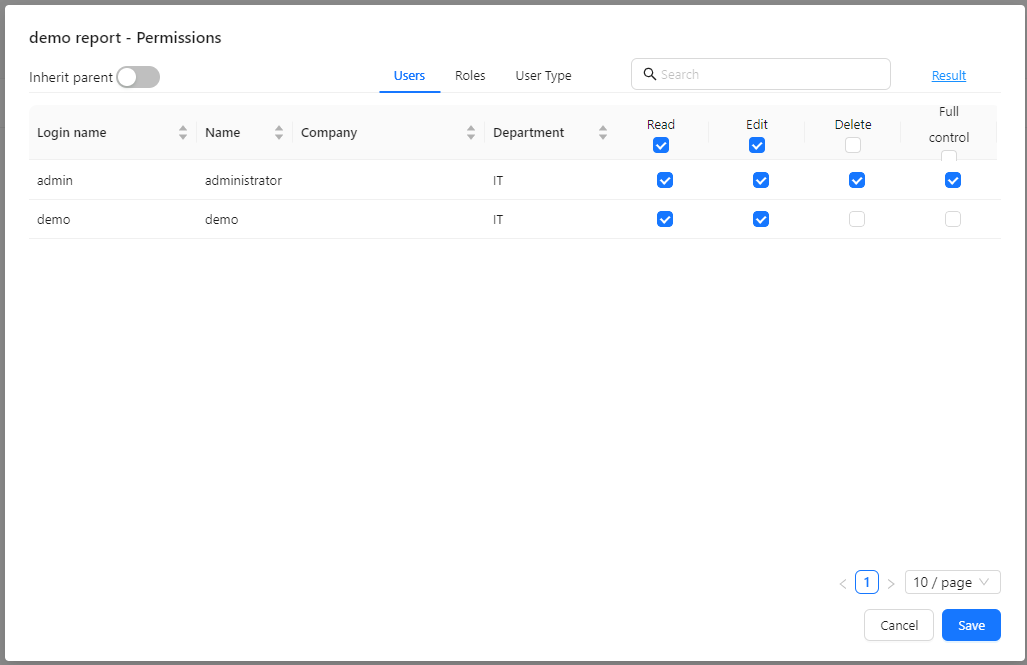 demo report - Permissions
Inherit parent
Users Roles User Type Search Result
Login name Name Company Department Read Edit Delete Full control
admin administrator IT
demo demo IT
< 1 > 10 / page
Cancel Save